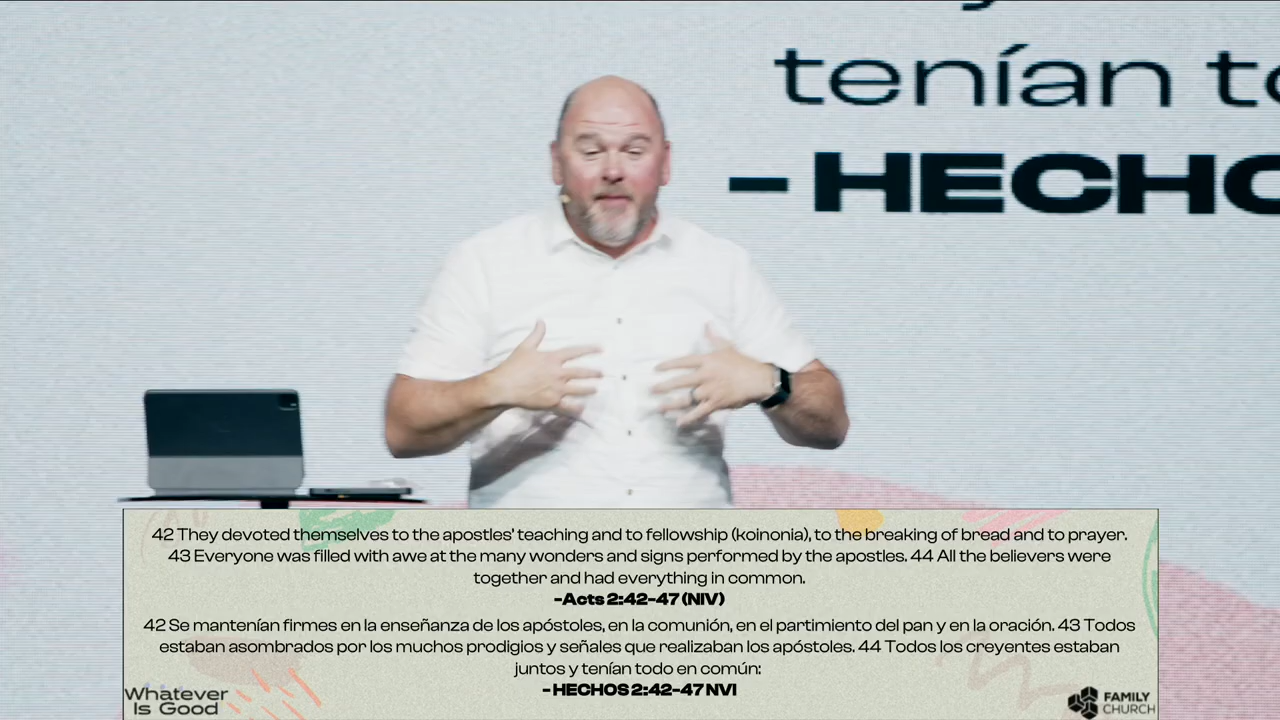 tenían
- HECHO
42 They devoted themselves to the apostles' teaching and to fellowship (koinonia), to the breaking of bread and to prayer.
43 Everyone was filled with awe at the many wonders and signs performed by the apostles. 44 All the believers were
together and had everything in common.
-Acts 2:42-47 (NIV)
42 Se mantenían firmes en la enseñanza de los apóstoles, en la comunión, en el partimiento del pan y en la oración. 43 Todos
estaban asombrados por los muchos prodigios y señales que realizaban los apóstoles. 44 Todos los creyentes estaban
juntos y tenían todo en común:
- HECHOS 2:42-47 NVI
Whatever
Is Good
FAMILY
CHURCH